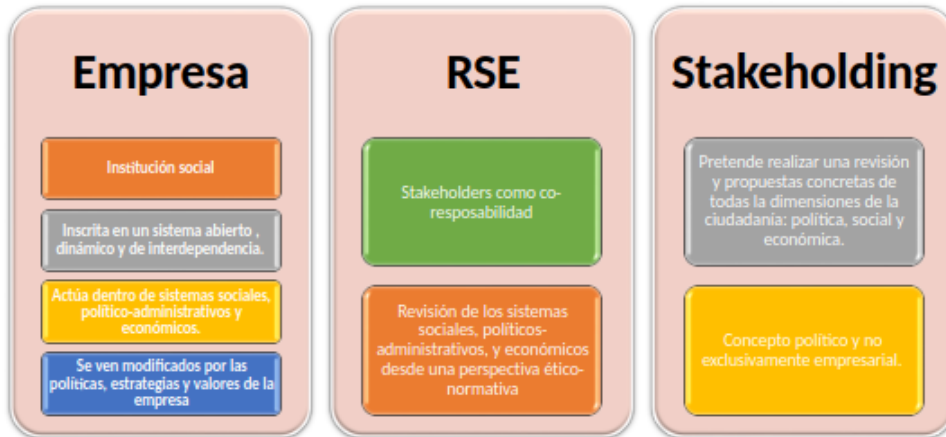 Empresa
Institución social
Inscrita en un sistema abierto ,
dinámico y de interdependencia.
Actúa dentro de sistemas sociales,
político-administrativos y
económicos.
Se ven modificados por las
políticas, estrategias y valores de la
empresa
RSE
Stakeholders como co-
resposabilidad
Revisión de los sistemas
sociales, políticos-
administrativos, y económicos
desde una perspectiva ético-
normativa
Stakeholding
Pretende realizar una revisión
y propuestas concretas de
todas la dimensiones de la
ciudadanía: política, social y
económica.
Concepto político y no
exclusivamente empresarial.